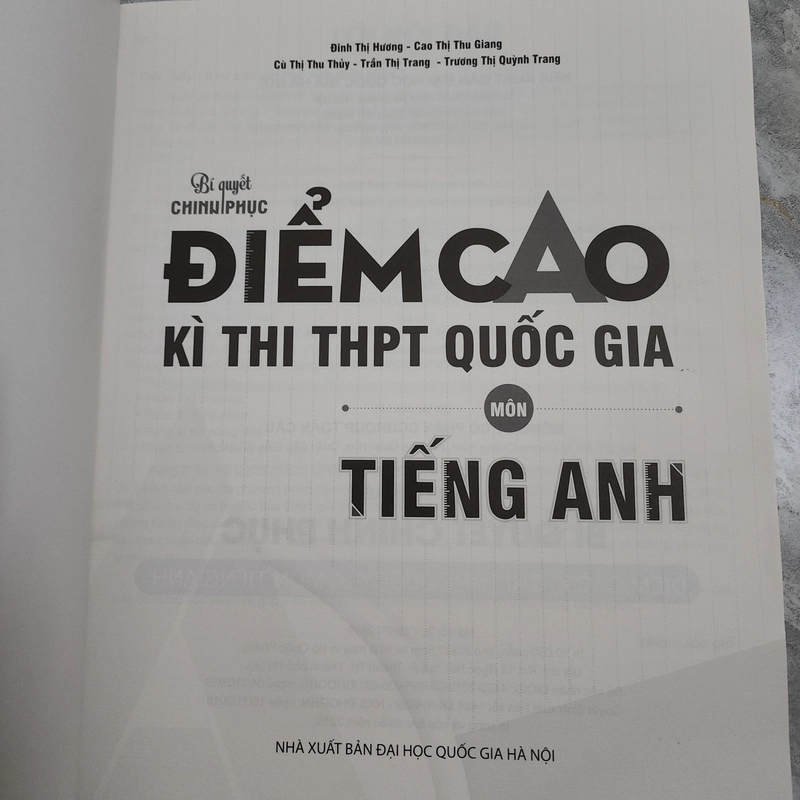 Đinh Thị Hương - Cao Thị Thu Giang
Cù Thị Thu Thủy - Trần Thị Trang - Trương Thị Quỳnh Trang
Bí quyết
CHINH PHỤC
ĐIỂM CAO
KÌ THI THPT QUỐC GIA
MÔN
TIẾNG ANH
NHÀ XUẤT BẢN ĐẠI HỌC QUỐC GIA HÀ NỘI